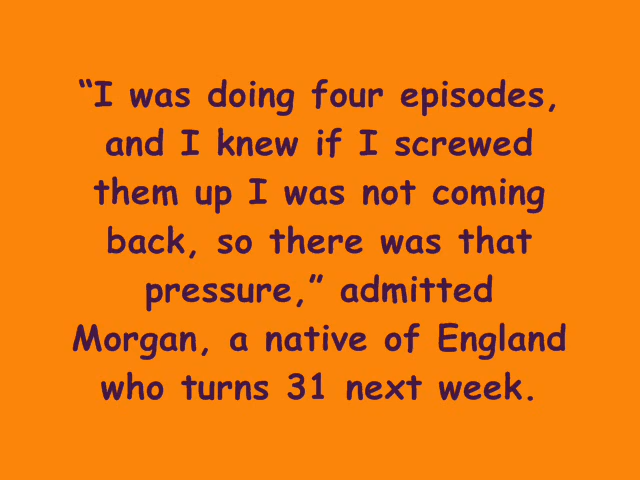 “I was doing four episodes,
and I knew if I screwed
them up I was not coming
back, so there was that
pressure,” admitted
Morgan, a native of England
who turns 31 next week.